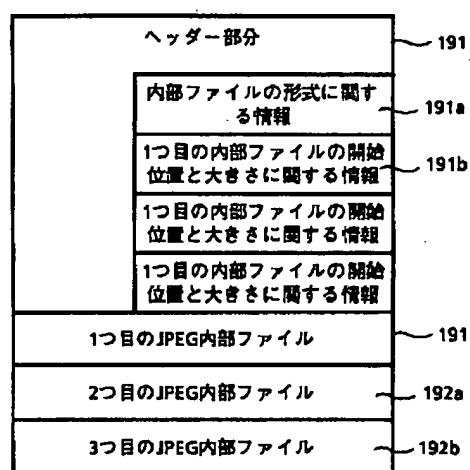 ヘッダー部分
191
内部ファイルの形式に関す
る情報
191a
1つ目の内部ファイルの開始
位置と大きさに関する情報
191b
1つ目の内部ファイルの開始
位置と大きさに関する情報
1つ目の内部ファイルの開始
位置と大きさに関する情報
1つ目のJPEG内部ファイル
191
2つ目のJPEG内部ファイル
192a
3つ目のJPEG内部ファイル
192b